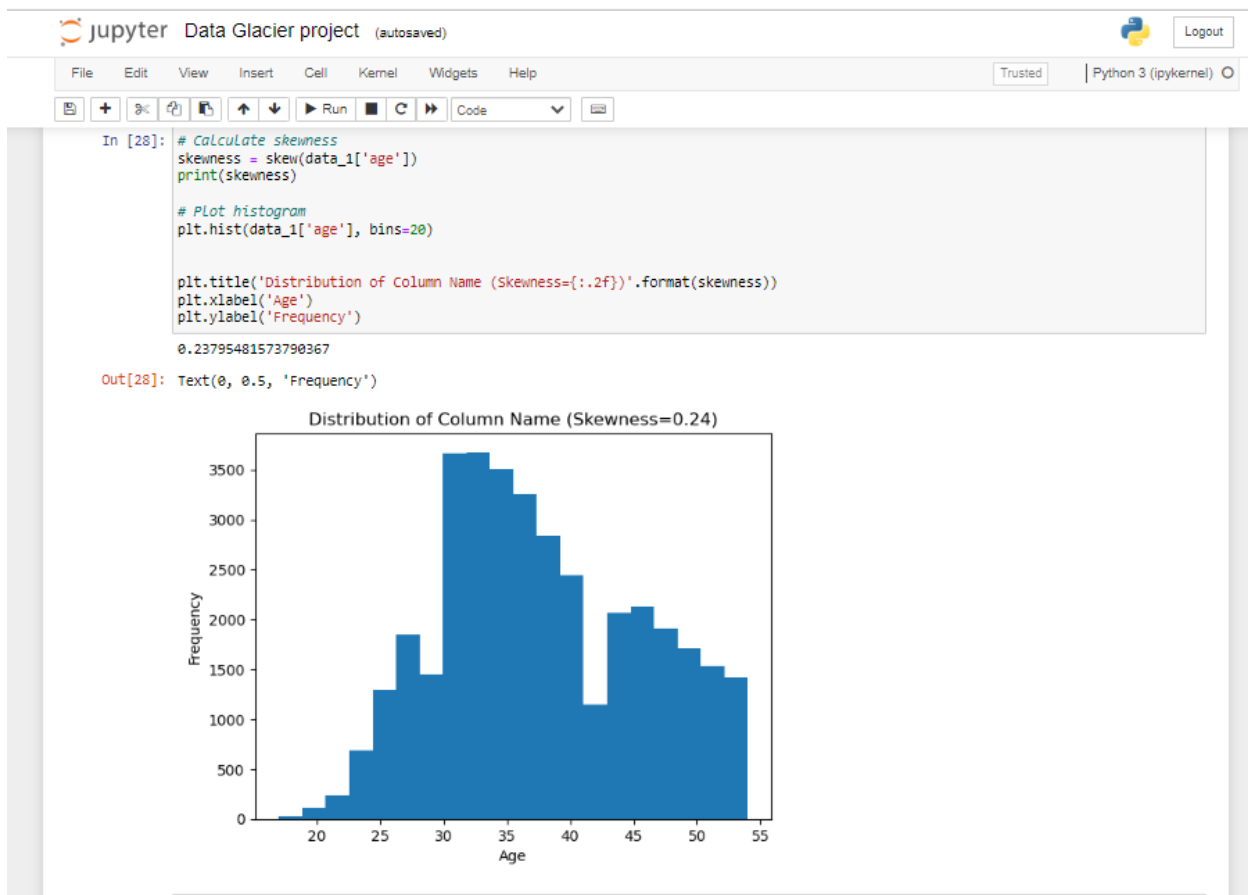 jupyter Data Glacier project (autosaved)
Logout
File Edit View Insert Cell Kernel Widgets Help
Trusted
Python 3 (ipykernel)
Run
Code
In [28]: # Calculate skewness
skewness = skew(data_1['age'])
print(skewness)
# Plot histogram
plt.hist(data_1['age'], bins=20)
plt.title('Distribution of Column Name (Skewness={:.2f})'.format(skewness))
plt.xlabel('Age')
plt.ylabel('Frequency')
0.23795481573790367
Out[28]: Text(0, 0.5, 'Frequency')
Distribution of Column Name (Skewness=0.24)
Frequency
3500
3000
2500
2000
1500
1000
500
0
20 25 30 35 40 45 50 55
Age